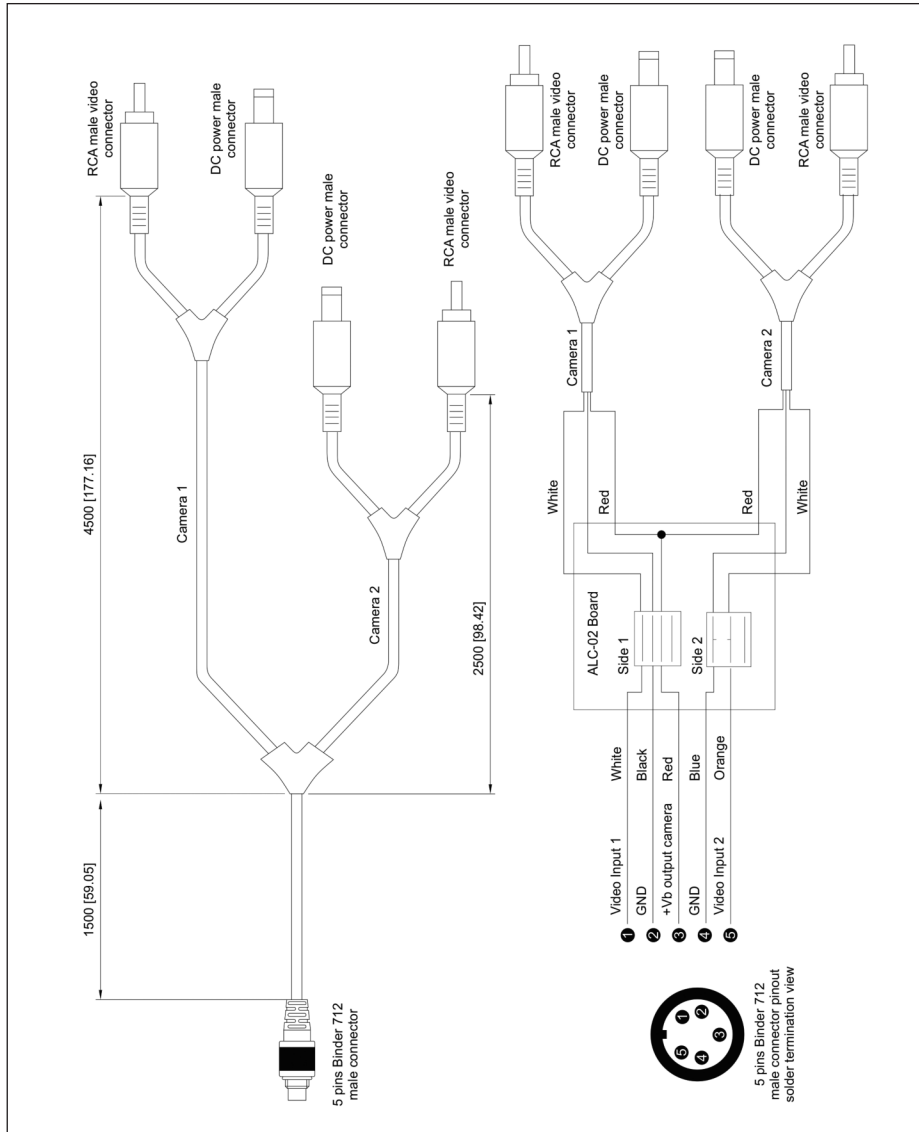 RCA male video
connector
DC power male
connector
DC power male
connector
RCA male video
connector
4500 [177.16]
Camera 1
Camera 2
2500 [98.42]
1500 [59.05]
5 pins Binder 712
male connector
RCA male video
connector
DC power male
connector
DC power male
connector
RCA male video
connector
Camera 1
Camera 2
White
Red
Red
White
ALC-02 Board
Side 1
Side 2
White
Black
Red
Blue
Orange
1 Video Input 1
2 GND
3 +Vb output camera
4 GND
5 Video Input 2
1
2
3
4
5
5 pins Binder 712
male connector pinout
solder termination view